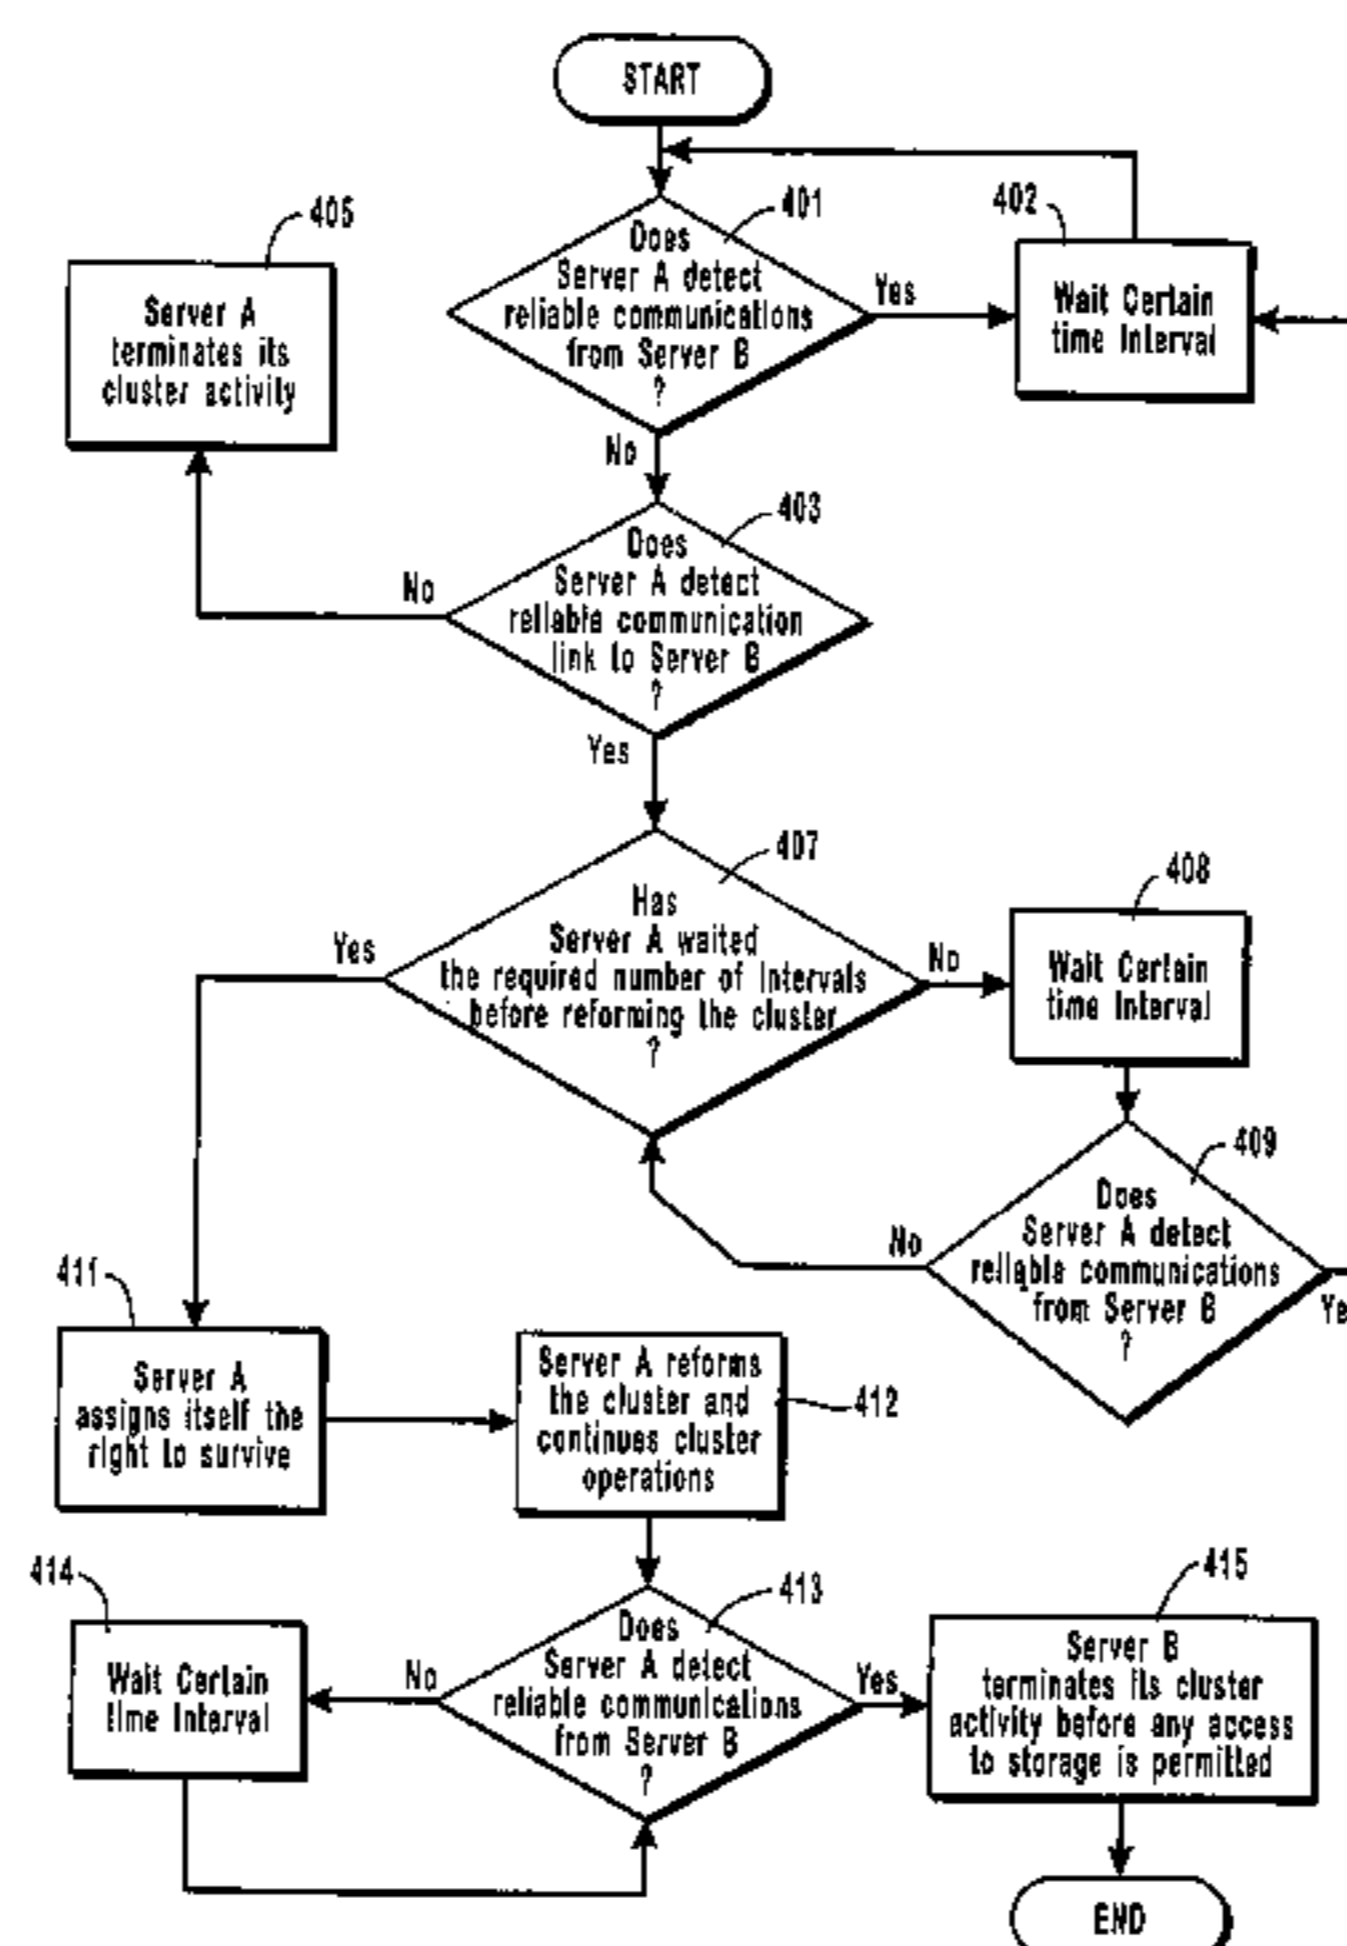 START
401
402
405
Does
Server A detect
reliable communications
from Server B
?
Yes
Wait Certain
time Interval
Server A
terminates its
cluster activity
No
403
Does
Server A detect
reliable communication
link to Server B
?
No
Yes
407
Has
Server A waited
the required number of Intervals
before reforming the cluster
?
Yes
No
408
Wait Certain
time Interval
409
Does
Server A detect
reliable communications
from Server B
?
No
Ye
411
Server A
assigns itself the
right to survive
Server A reforms
the cluster and
continues cluster
operations
412
414
Wait Certain
time Interval
413
Does
Server A detect
reliable communications
from Server B
?
No
Yes
415
Server B
terminates its cluster
activity before any access
to storage is permitted
END